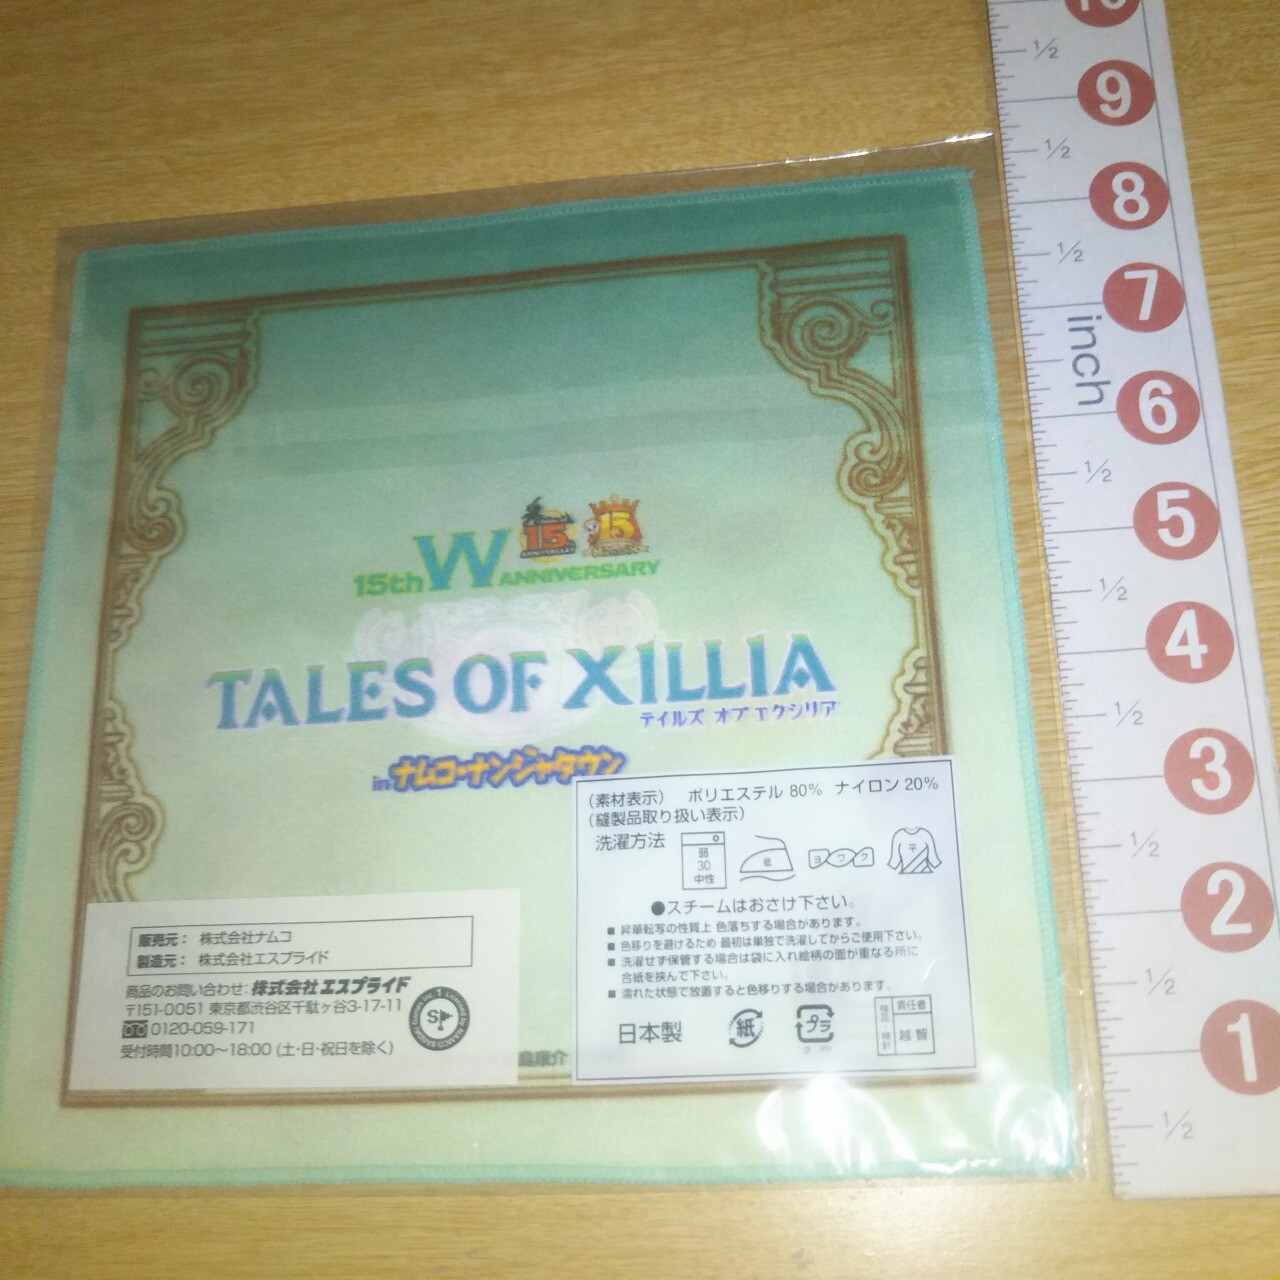 15
ANNIVERSARY
15
15th W ANNIVERSARY
TALES OF XILLIA
テイルズ オブ エクシリア
in ナムコ・ナンジャタウン
(素材表示) ポリエステル 80% ナイロン 20%
(縫製品取り扱い表示)
洗濯方法
弱
30
中性
低
ヨワク
平
●スチームはおさけ下さい。
■ 昇華転写の性質上 色落ちする場合があります。
■ 色移りを避けるため 最初は単独で洗濯してからご使用下さい。
■ 洗濯せず保管する場合は袋に入れ絵柄の面が重なる所に
合紙を挟んで下さい。
■ 濡れた状態で放置すると色移りする場合があります。
日本製
紙
プラ
責任者
越智
販売元: 株式会社ナムコ
製造元: 株式会社エスプライド
商品のお問い合わせ: 株式会社エスプライド
〒151-0051 東京都渋谷区千駄ヶ谷3-17-11
0120-059-171
受付時間10:00〜18:00 (土・日・祝日を除く)
S
島康介
10
1/2
9
1/2
8
1/2
7
inch
6
1/2
5
1/2
4
1/2
3
1/2
2
1/2
1
1/2